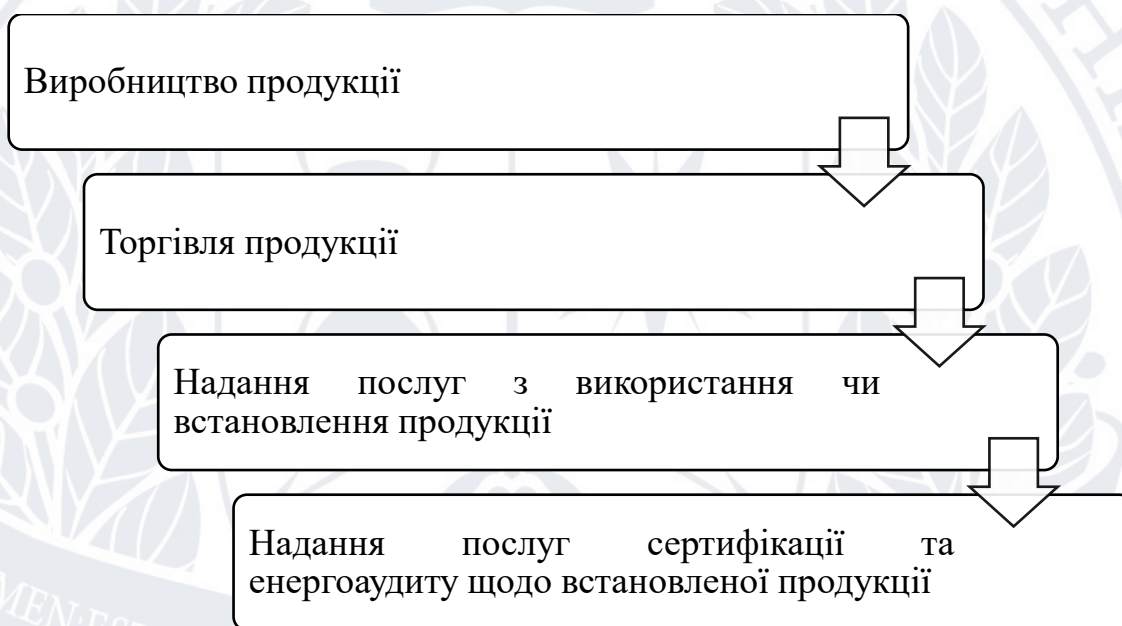 Виробництво продукції
Торгівля продукції
Надання послуг з використання чи
встановлення продукції
Надання послуг сертифікації та
енергоаудиту щодо встановленої продукції